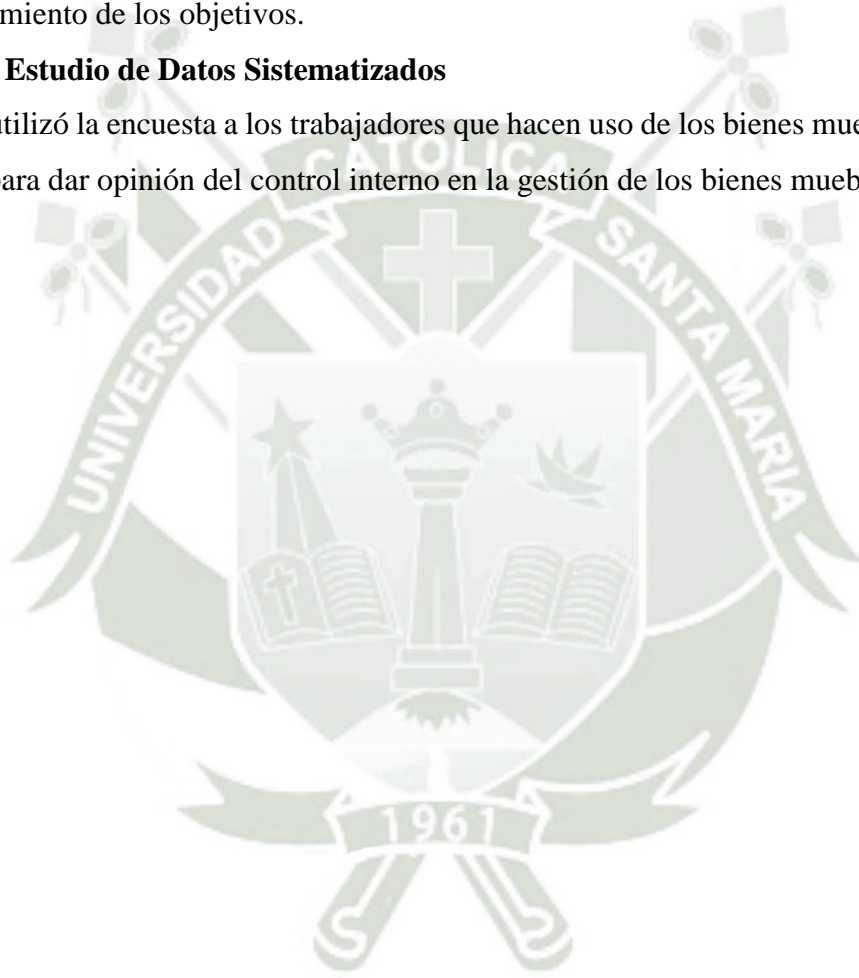 miento de los objetivos.
Estudio de Datos Sistematizados
utilizó la encuesta a los trabajadores que hacen uso de los bienes mue
para dar opinión del control interno en la gestión de los bienes mueb
UNIVERSIDAD CATOLICA SANTA MARIA
1961